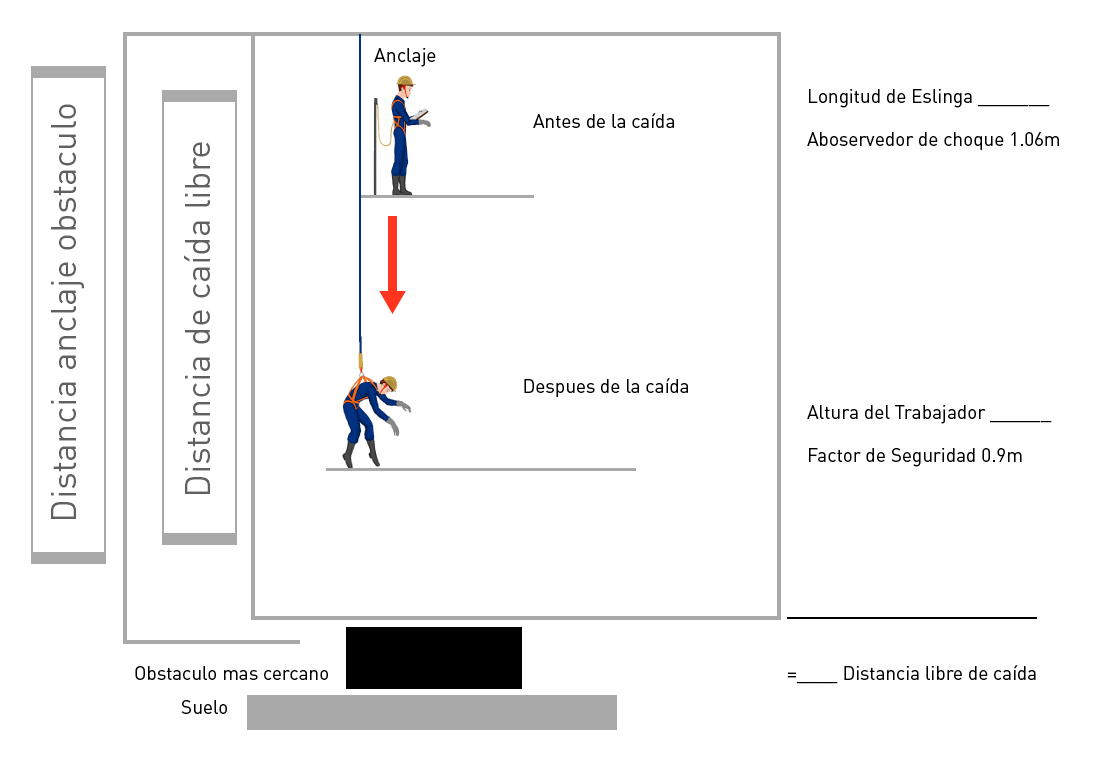 Distancia anclaje obstaculo
Distancia de caída libre
Anclaje
Antes de la caída
Despues de la caída
Longitud de Eslinga _______
Aboservedor de choque 1.06m
Altura del Trabajador ______
Factor de Seguridad 0.9m
Obstaculo mas cercano
Suelo
=____ Distancia libre de caída